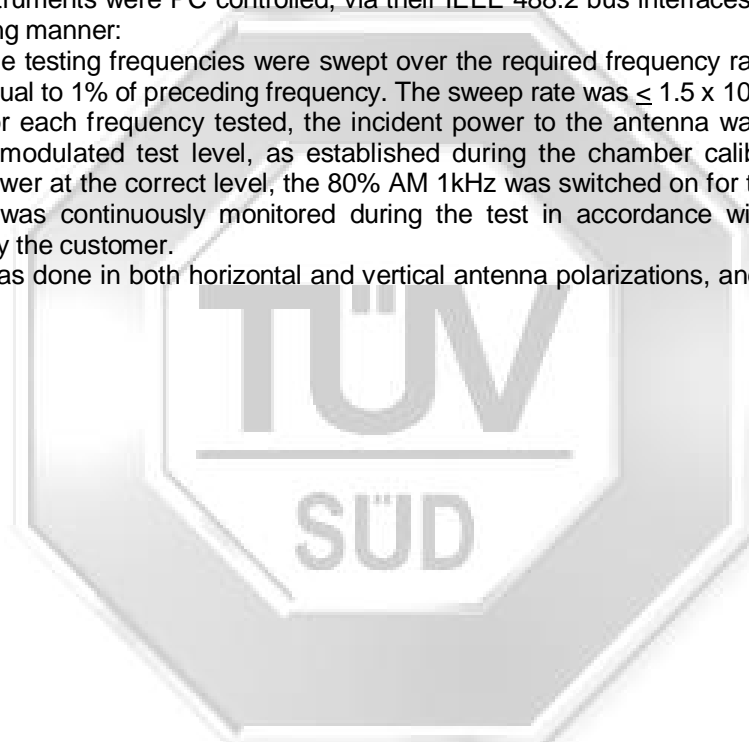 struments were PC controlled, via their IEEE 488.2 bus interfaces
ng manner:
e testing frequencies were swept over the required frequency ra
ual to 1% of preceding frequency. The sweep rate was ≤ 1.5 x 10
or each frequency tested, the incident power to the antenna wa
modulated test level, as established during the chamber calib
wer at the correct level, the 80% AM 1kHz was switched on for t
was continuously monitored during the test in accordance wi
y the customer.
as done in both horizontal and vertical antenna polarizations, and
TÜV
SÜD